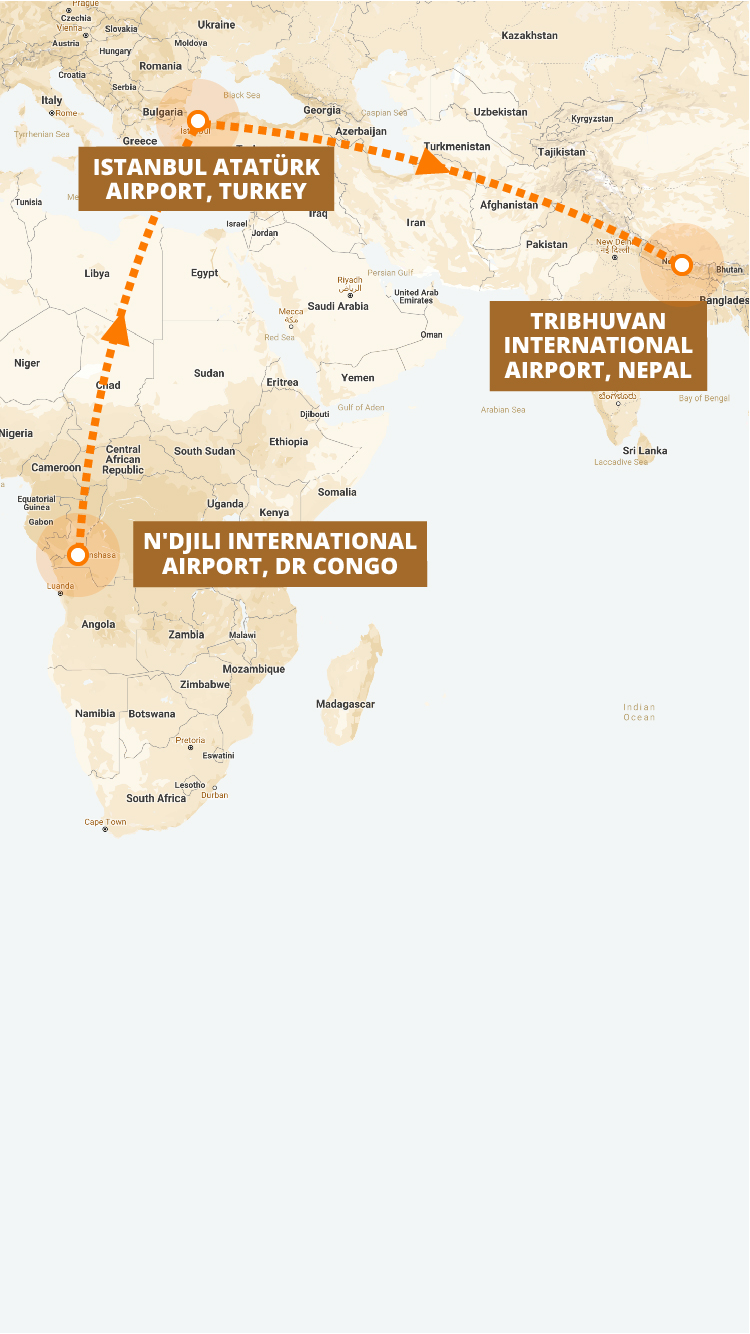 Prague
Czechia
Vienna
Slovakia
Ukraine
Kazakhstan
Austria
Hungary
Moldova
Romania
Croatia
Serbia
Italy
Rome
Black Sea
Bulgaria
Georgia
Caspian Sea
Uzbekistan
Kyrgyzstan
Tyrrhenian Sea
Greece
Azerbaijan
Turkmenistan
Tajikistan
ISTANBUL ATATÜRK
AIRPORT, TURKEY
Tunisia
Iraq
Afghanistan
Israel
Jordan
Iran
Pakistan
New Delhi
Libya
Egypt
Persian Gulf
Bhutan
Riyadh
الرياض
United Arab
Emirates
Saudi Arabia
Bangladesh
Mecca
مكة
Red Sea
Oman
TRIBHUVAN
INTERNATIONAL
AIRPORT, NEPAL
Niger
Chad
Sudan
Eritrea
Yemen
Gulf of Aden
Djibouti
Arabian Sea
ಬೆಂಗಳೂರು
Bay of Bengal
Nigeria
Central
African
Republic
South Sudan
Ethiopia
Sri Lanka
Laccadive Sea
Cameroon
Equatorial
Guinea
Gabon
Uganda
Kenya
Somalia
N'DJILI INTERNATIONAL
AIRPORT, DR CONGO
nshasa
Luanda
Angola
Zambia
Malawi
Mozambique
Zimbabwe
Namibia
Botswana
Madagascar
Indian
Ocean
Pretoria
Eswatini
Lesotho
South Africa
Durban
Cape Town